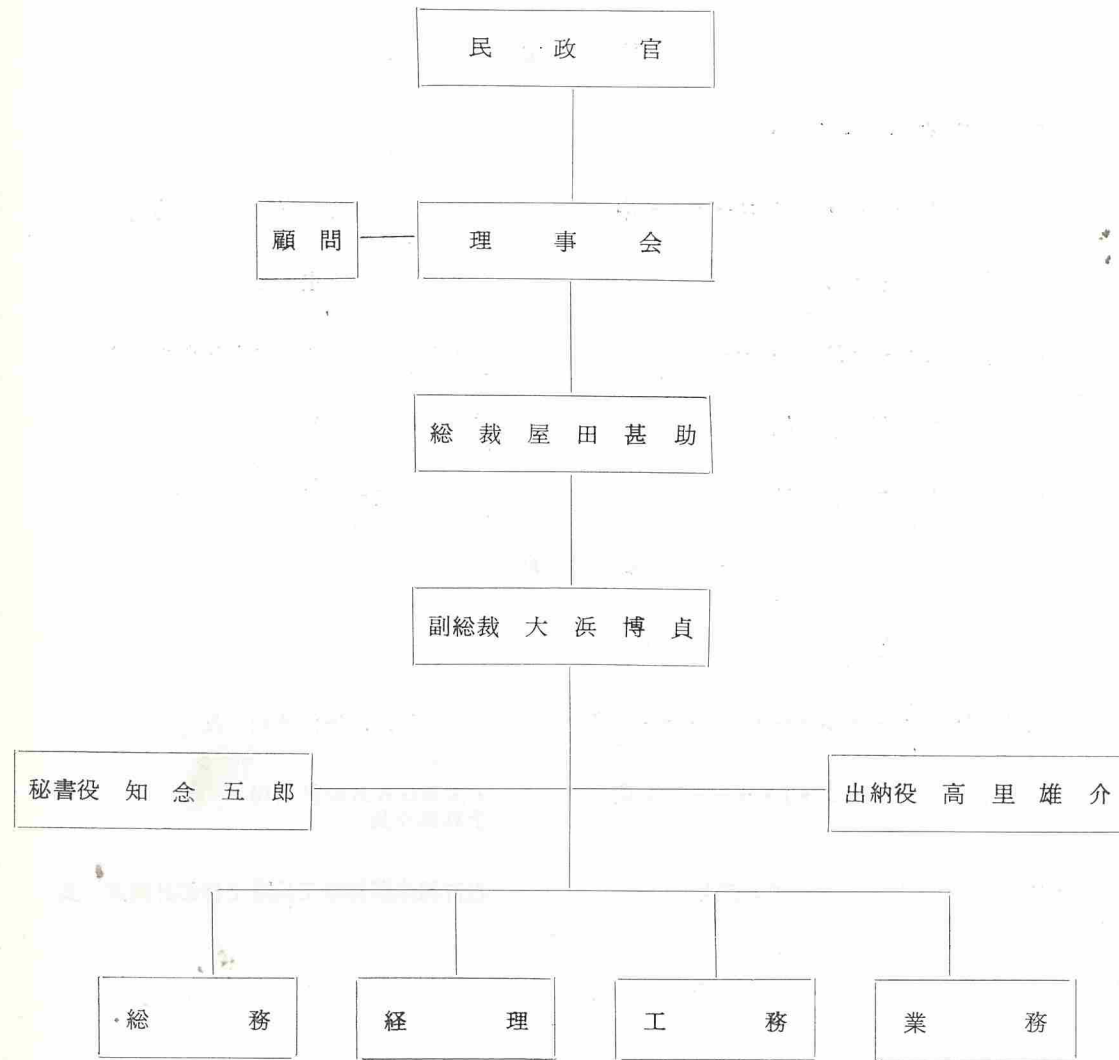 民政官
顧問
理事会
総裁屋田甚助
副総裁 大浜博貞
秘書役 知念五郎
出納役 高里雄介
総務
経理
工務
業務